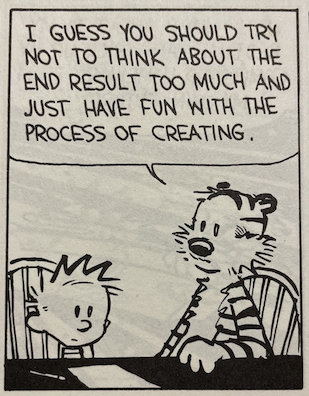 I GUESS YOU SHOULD TRY
NOT TO THINK ABOUT THE
END RESULT TOO MUCH AND
JUST HAVE FUN WITH THE
PROCESS OF CREATING.